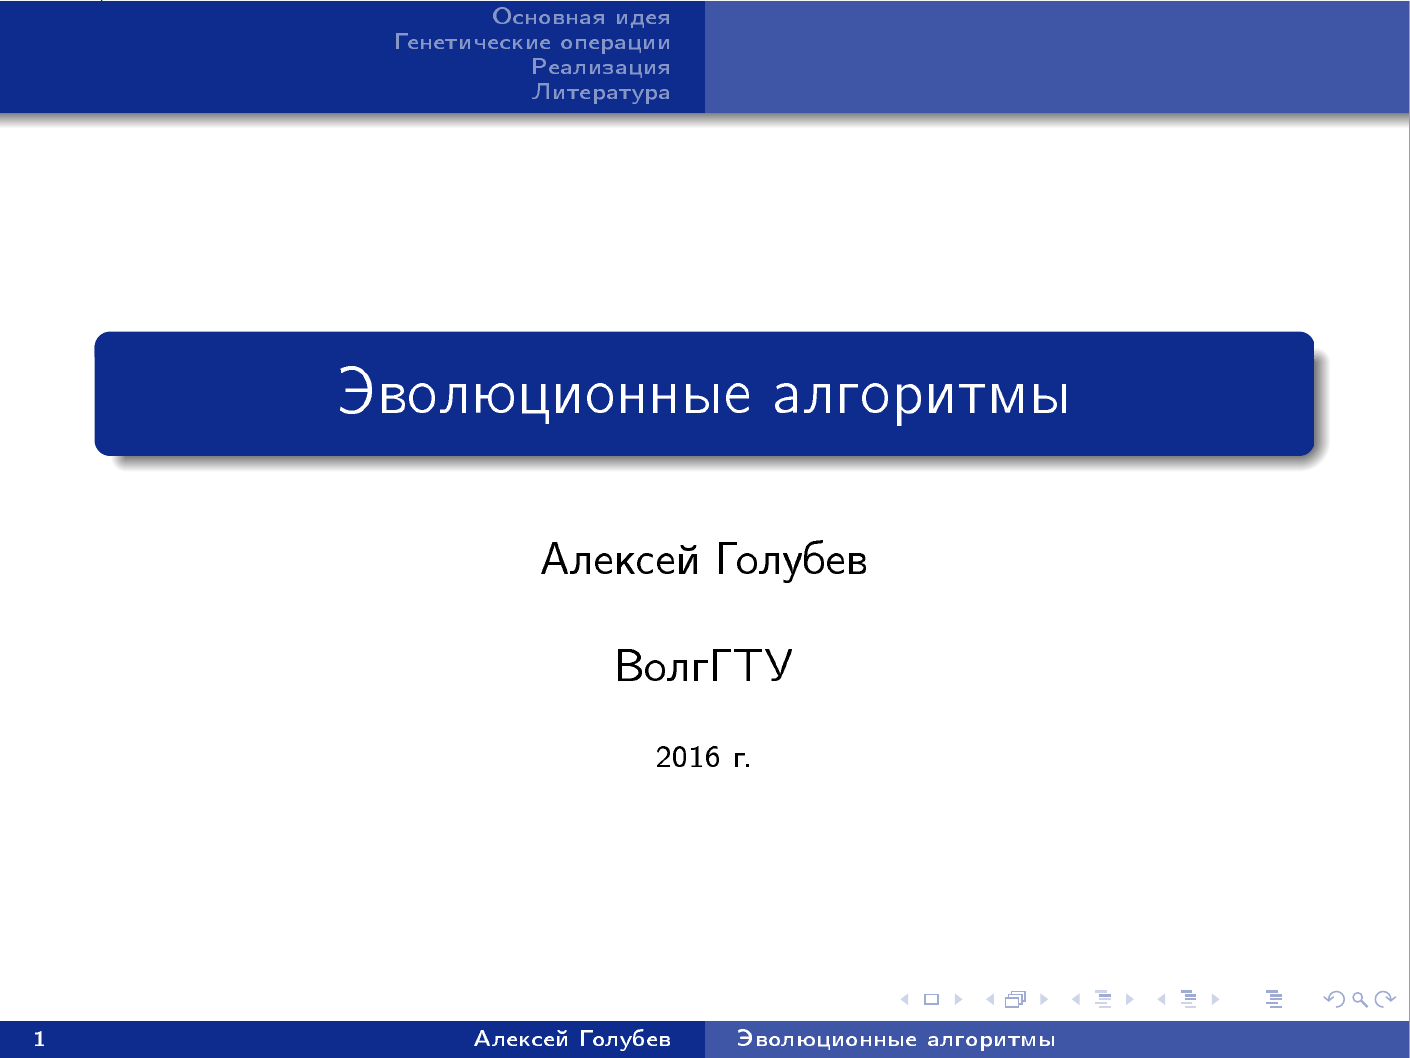 Основная идея
Генетические операции
Реализация
Литература
Эволюционные алгоритмы
Алексей Голубев
ВолгГТУ
2016 г.
1
Алексей Голубев
Эволюционные алгоритмы